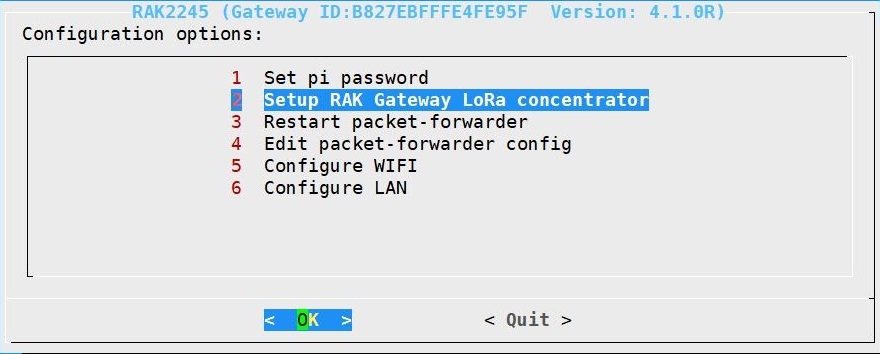 RAK2245 (Gateway ID:B827EBFFFE4FE95F Version: 4.1.0R)
Configuration options:
1 Set pi password
2 Setup RAK Gateway LoRa concentrator
3 Restart packet-forwarder
4 Edit packet-forwarder config
5 Configure WIFI
6 Configure LAN
< OK > < Quit >